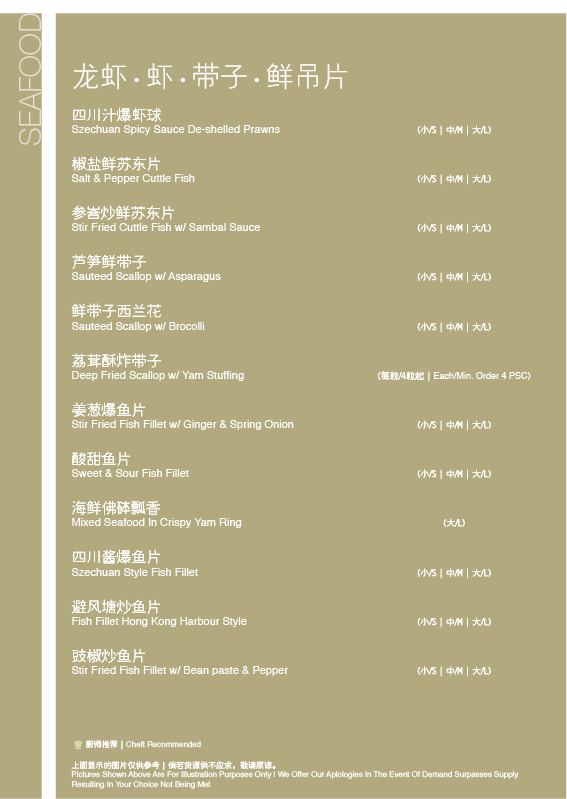 SEAFOOD
龙虾·虾·带子·鲜吊片
四川汁爆虾球
Szechuan Spicy Sauce De-shelled Prawns (小/S | 中/M | 大/L)
椒盐鲜苏东片
Salt & Pepper Cuttle Fish (小/S | 中/M | 大/L)
参峇炒鲜苏东片
Stir Fried Cuttle Fish w/ Sambal Sauce (小/S | 中/M | 大/L)
芦笋鲜带子
Sauteed Scallop w/ Asparagus (小/S | 中/M | 大/L)
鲜带子西兰花
Sauteed Scallop w/ Brocolli (小/S | 中/M | 大/L)
荔茸酥炸带子
Deep Fried Scallop w/ Yam Stuffing (每粒/4粒起 | Each/Min. Order 4 PSC)
姜葱爆鱼片
Stir Fried Fish Fillet w/ Ginger & Spring Onion (小/S | 中/M | 大/L)
酸甜鱼片
Sweet & Sour Fish Fillet (小/S | 中/M | 大/L)
海鲜佛砵瓢香
Mixed Seafood In Crispy Yam Ring (大/L)
四川酱爆鱼片
Szechuan Style Fish Fillet (小/S | 中/M | 大/L)
避风塘炒鱼片
Fish Fillet Hong Kong Harbour Style (小/S | 中/M | 大/L)
豉椒炒鱼片
Stir Fried Fish Fillet w/ Bean paste & Pepper (小/S | 中/M | 大/L)
厨师推荐 | Cheft Recommended
上面显示的图片仅供参考 | 倘若货源供不应求，敬请原谅。
Pictures Shown Above Are For Illustration Purposes Only | We Offer Our Aplologies In The Event Of Demand Surpasses Supply
Resulting In Your Choice Not Being Met